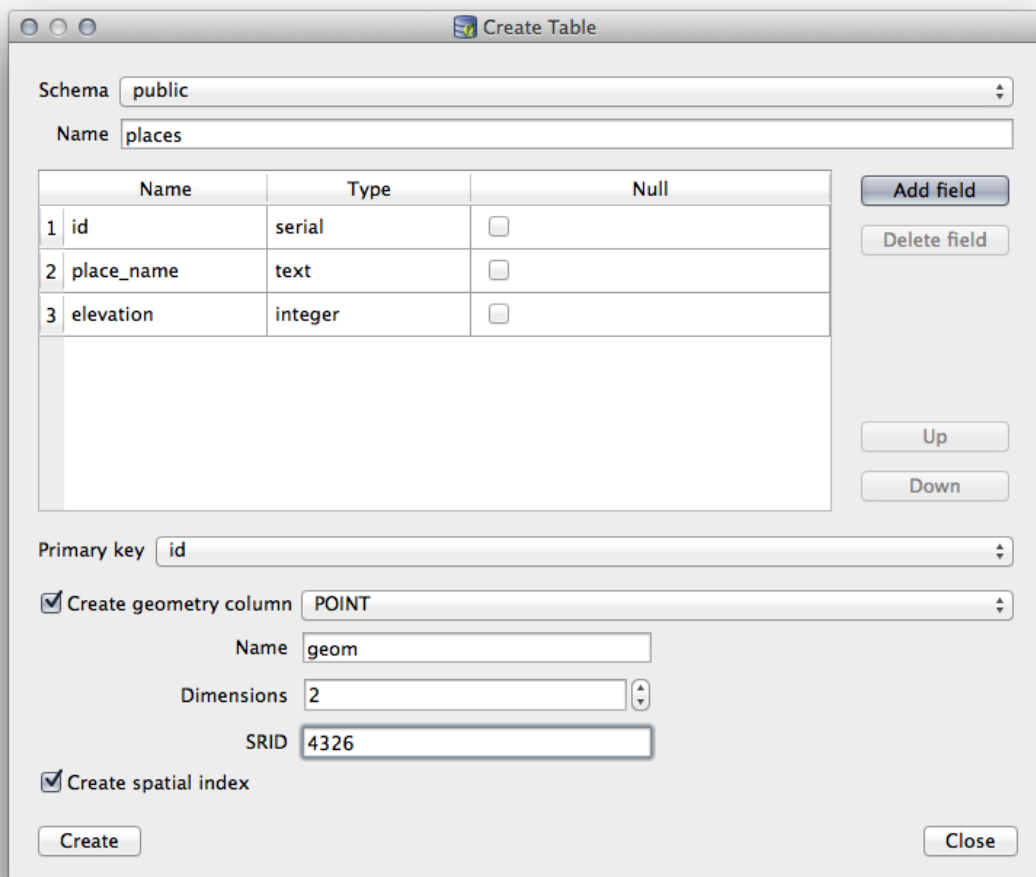 Create Table
Schema public
Name places
Name Type Null
1 id serial
2 place_name text
3 elevation integer
Add field
Delete field
Up
Down
Primary key id
Create geometry column POINT
Name geom
Dimensions 2
SRID 4326
Create spatial index
Create Close